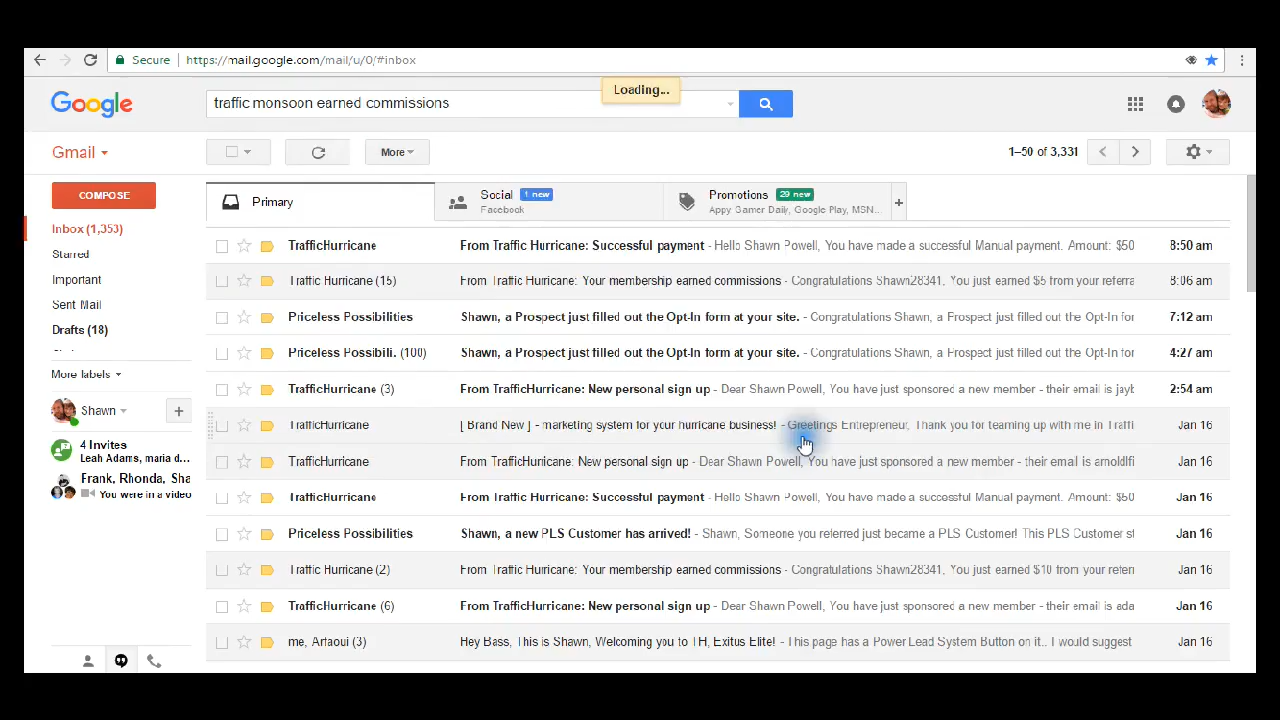 Secure https://mail.google.com/mail/u/0/#inbox
Loading...
Google
traffic monsoon earned commissions
Gmail
More
1–50 of 3,331
COMPOSE
Primary
Social 1 new
Facebook
Promotions 29 new
Appy Gamer Daily, Google Play, MSN...
Inbox (1,353)
Starred
Important
Sent Mail
Drafts (18)
More labels
Shawn
4 Invites
Leah Adams, maria d...
Frank, Rhonda, Sha
You were in a video
TrafficHurricane From Traffic Hurricane: Successful payment - Hello Shawn Powell, You have made a successful Manual payment. Amount: $50 8:50 am
Traffic Hurricane (15) From Traffic Hurricane: Your membership earned commissions - Congratulations Shawn28341, You just earned $5 from your referra 8:06 am
Priceless Possibilities Shawn, a Prospect just filled out the Opt-In form at your site. - Congratulations Shawn, a Prospect just filled out the Opt-In for 7:12 am
Priceless Possibili. (100) Shawn, a Prospect just filled out the Opt-In form at your site. - Congratulations Shawn, a Prospect just filled out the Opt-In for 4:27 am
TrafficHurricane (3) From TrafficHurricane: New personal sign up - Dear Shawn Powell, You have just sponsored a new member - their email is jayb 2:54 am
TrafficHurricane [ Brand New ] - marketing system for your hurricane business! - Greetings Entrepreneur, Thank you for teaming up with me in Traffi Jan 16
TrafficHurricane From TrafficHurricane: New personal sign up - Dear Shawn Powell, You have just sponsored a new member - their email is arnoldlfi Jan 16
TrafficHurricane From Traffic Hurricane: Successful payment - Hello Shawn Powell, You have made a successful Manual payment. Amount: $50 Jan 16
Priceless Possibilities Shawn, a new PLS Customer has arrived! - Shawn, Someone you referred just became a PLS Customer! This PLS Customer st Jan 16
Traffic Hurricane (2) From Traffic Hurricane: Your membership earned commissions - Congratulations Shawn28341, You just earned $10 from your referr Jan 16
TrafficHurricane (6) From TrafficHurricane: New personal sign up - Dear Shawn Powell, You have just sponsored a new member - their email is ada Jan 16
me, Artaoui (3) Hey Bass, This is Shawn, Welcoming you to TH, Exitus Elite! - This page has a Power Lead System Button on it.. I would suggest Jan 16